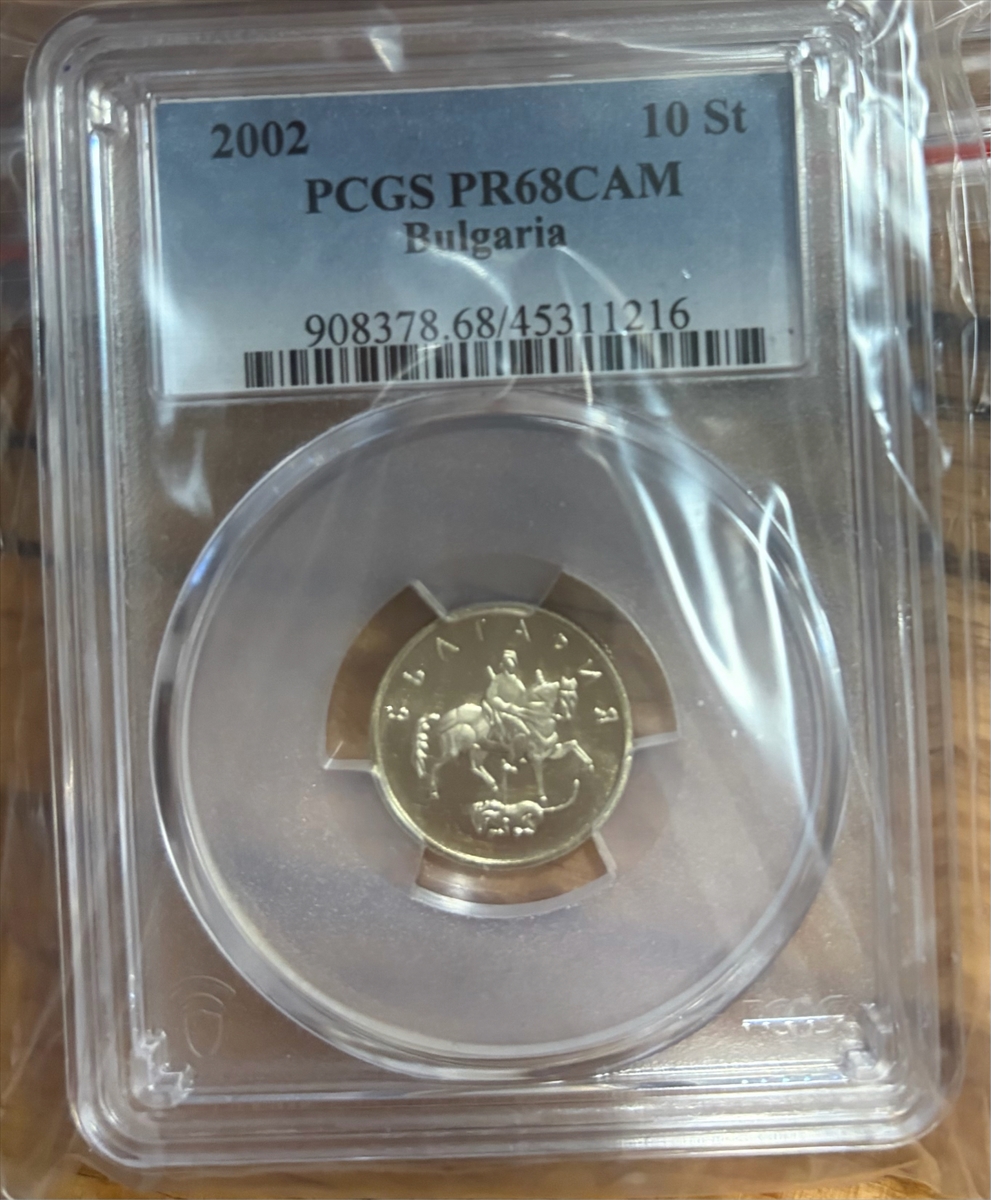 2002 10 St
PCGS PR68CAM
Bulgaria
908378.68/45311216
БЪЛГАРИЯ